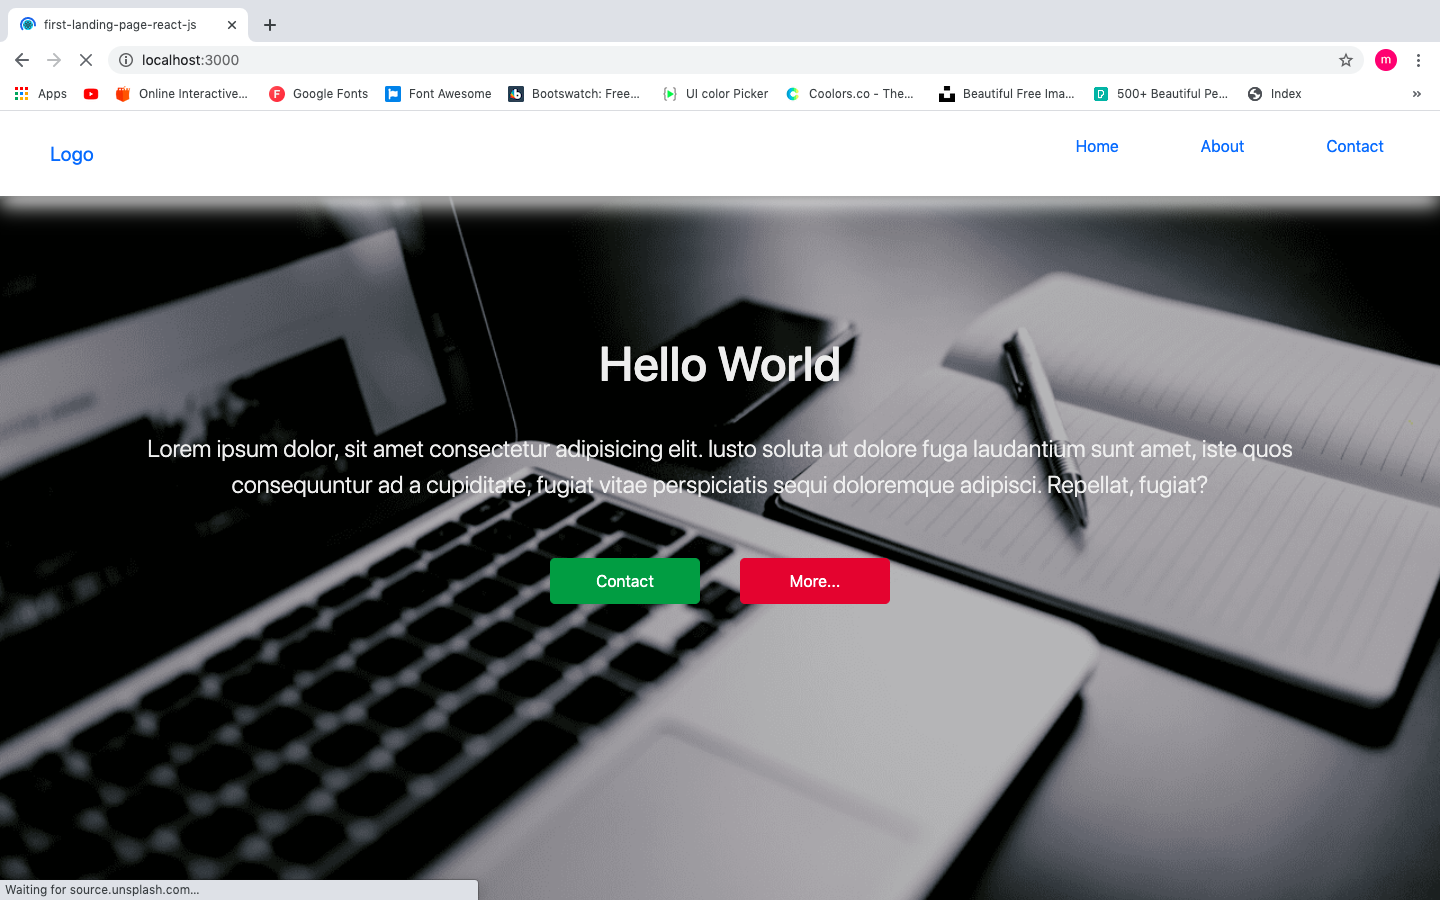 first-landing-page-react-js
localhost:3000
m
Apps
Online Interactive...
F
Google Fonts
Font Awesome
b
Bootswatch: Free...
UI color Picker
Coolors.co - The...
Beautiful Free Ima...
500+ Beautiful Pe...
Index
»
Logo
Home
About
Contact
Hello World
Lorem ipsum dolor, sit amet consectetur adipisicing elit. Iusto soluta ut dolore fuga laudantium sunt amet, iste quos
consequuntur ad a cupiditate, fugiat vitae perspiciatis sequi doloremque adipisci. Repellat, fugiat?
Contact
More...
Waiting for source.unsplash.com...